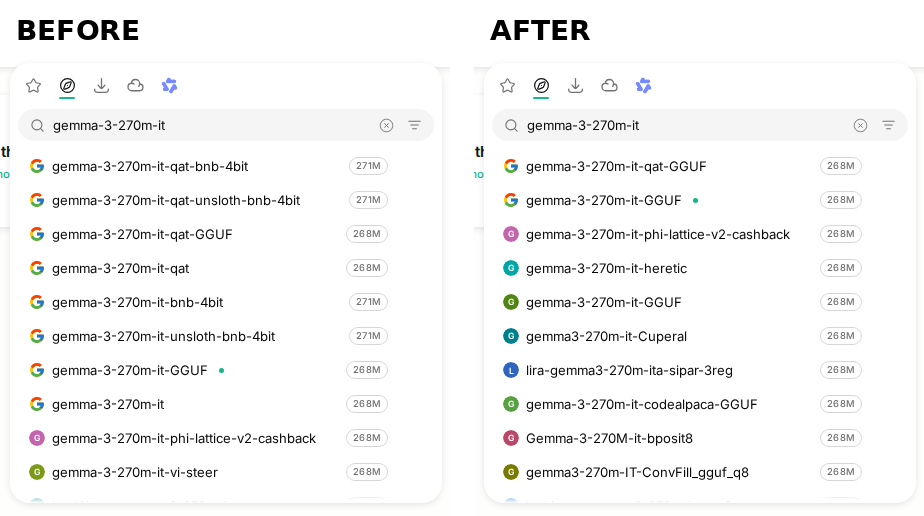 BEFORE
gemma-3-270m-it
gemma-3-270m-it-qat-bnb-4bit 271M
gemma-3-270m-it-qat-unsloth-bnb-4bit 271M
gemma-3-270m-it-qat-GGUF 268M
gemma-3-270m-it-qat 268M
gemma-3-270m-it-bnb-4bit 271M
gemma-3-270m-it-unsloth-bnb-4bit 271M
gemma-3-270m-it-GGUF 268M
gemma-3-270m-it 268M
G gemma-3-270m-it-phi-lattice-v2-cashback 268M
G gemma-3-270m-it-vi-steer 268M
AFTER
gemma-3-270m-it
gemma-3-270m-it-qat-GGUF 268M
gemma-3-270m-it-GGUF 268M
G gemma-3-270m-it-phi-lattice-v2-cashback 268M
G gemma-3-270m-it-heretic 268M
G gemma-3-270m-it-GGUF 268M
G gemma3-270m-it-Cuperal 268M
L lira-gemma3-270m-ita-sipar-3reg 268M
G gemma-3-270m-it-codealpaca-GGUF 268M
G Gemma-3-270M-it-bposit8 268M
G gemma3-270m-IT-ConvFill_gguf_q8 268M